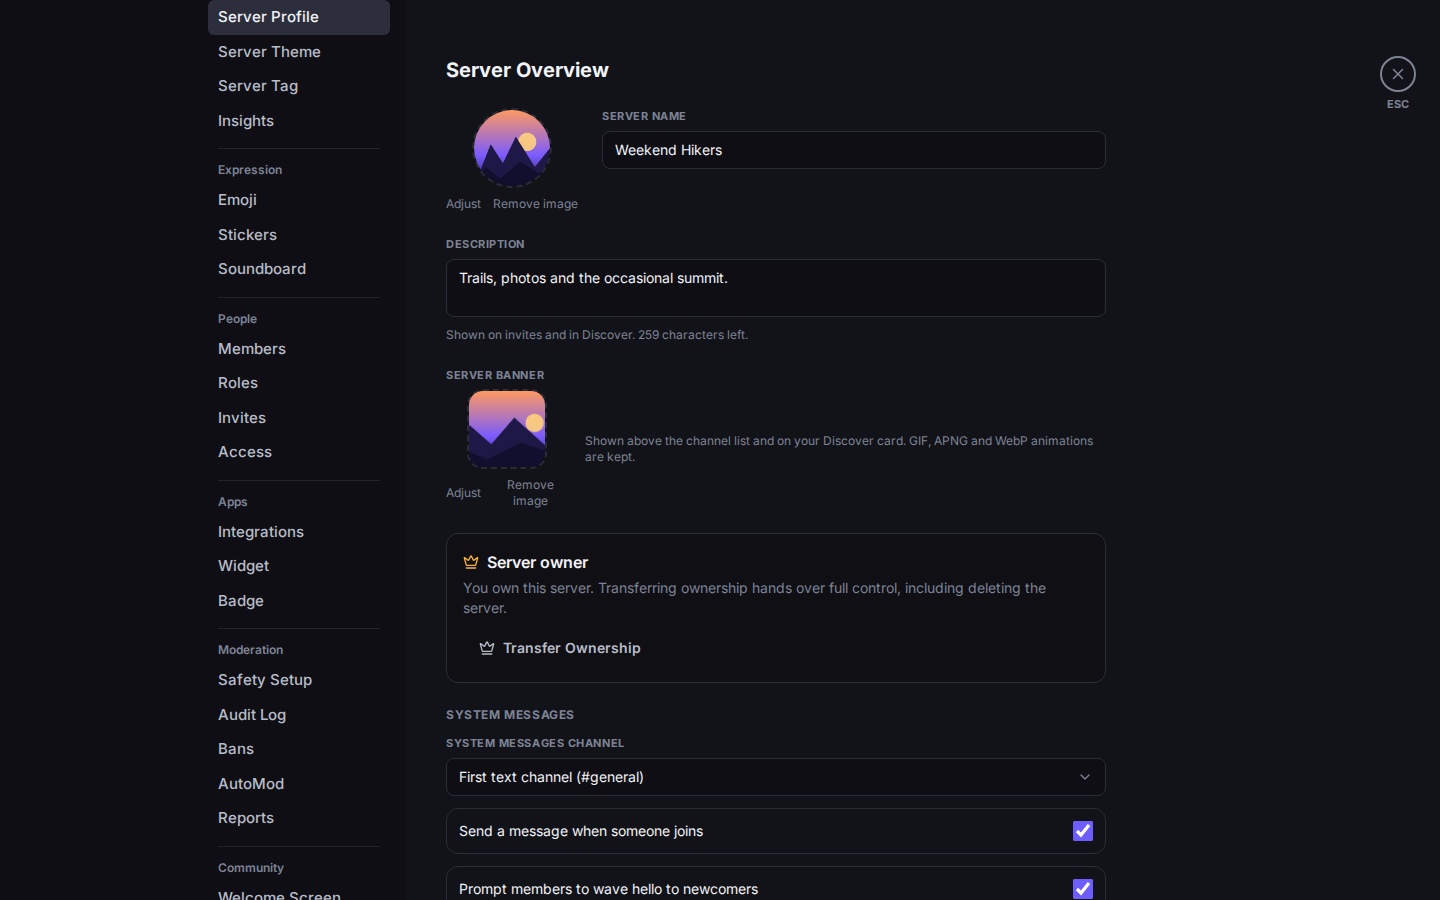 Server Profile
Server Theme
Server Tag
Insights
Expression
Emoji
Stickers
Soundboard
People
Members
Roles
Invites
Access
Apps
Integrations
Widget
Badge
Moderation
Safety Setup
Audit Log
Bans
AutoMod
Reports
Community
Welcome Screen
Server Overview
ESC
SERVER NAME
Weekend Hikers
Adjust Remove image
DESCRIPTION
Trails, photos and the occasional summit.
Shown on invites and in Discover. 259 characters left.
SERVER BANNER
Shown above the channel list and on your Discover card. GIF, APNG and WebP animations
are kept.
Adjust
Remove
image
Server owner
You own this server. Transferring ownership hands over full control, including deleting the
server.
Transfer Ownership
SYSTEM MESSAGES
SYSTEM MESSAGES CHANNEL
First text channel (#general)
Send a message when someone joins
Prompt members to wave hello to newcomers